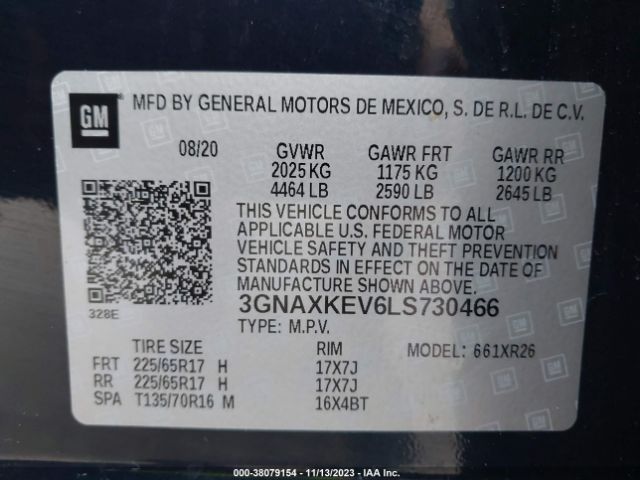 GM
MFD BY GENERAL MOTORS DE MEXICO, S. DE R.L. DE C.V.
08/20 GVWR GAWR FRT GAWR RR
2025 KG 1175 KG 1200 KG
4464 LB 2590 LB 2645 LB
THIS VEHICLE CONFORMS TO ALL
APPLICABLE U.S. FEDERAL MOTOR
VEHICLE SAFETY AND THEFT PREVENTION
STANDARDS IN EFFECT ON THE DATE OF
MANUFACTURE SHOWN ABOVE.
328E 3GNAXKEV6LS730466
TYPE: M.P.V.
TIRE SIZE RIM MODEL: 661XR26
FRT 225/65R17 H 17X7J
RR 225/65R17 H 17X7J
SPA T135/70R16 M 16X4BT
000-38079154 - 11/13/2023 - IAA Inc.